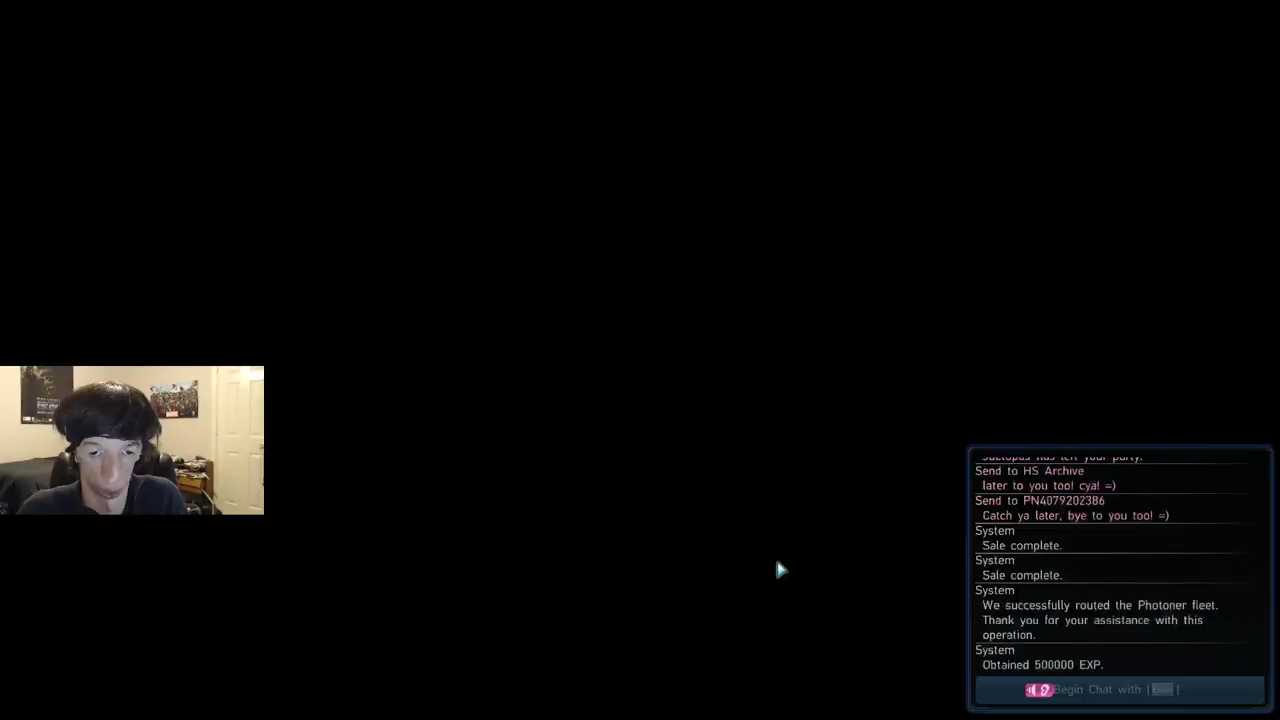 Send to HS Archive
later to you too! cya! =)
Send to PN4079202386
Catch ya later, bye to you too! =)
System
Sale complete.
System
Sale complete.
System
We successfully routed the Photoner fleet.
Thank you for your assistance with this
operation.
System
Obtained 500000 EXP.
Begin Chat with [ ]